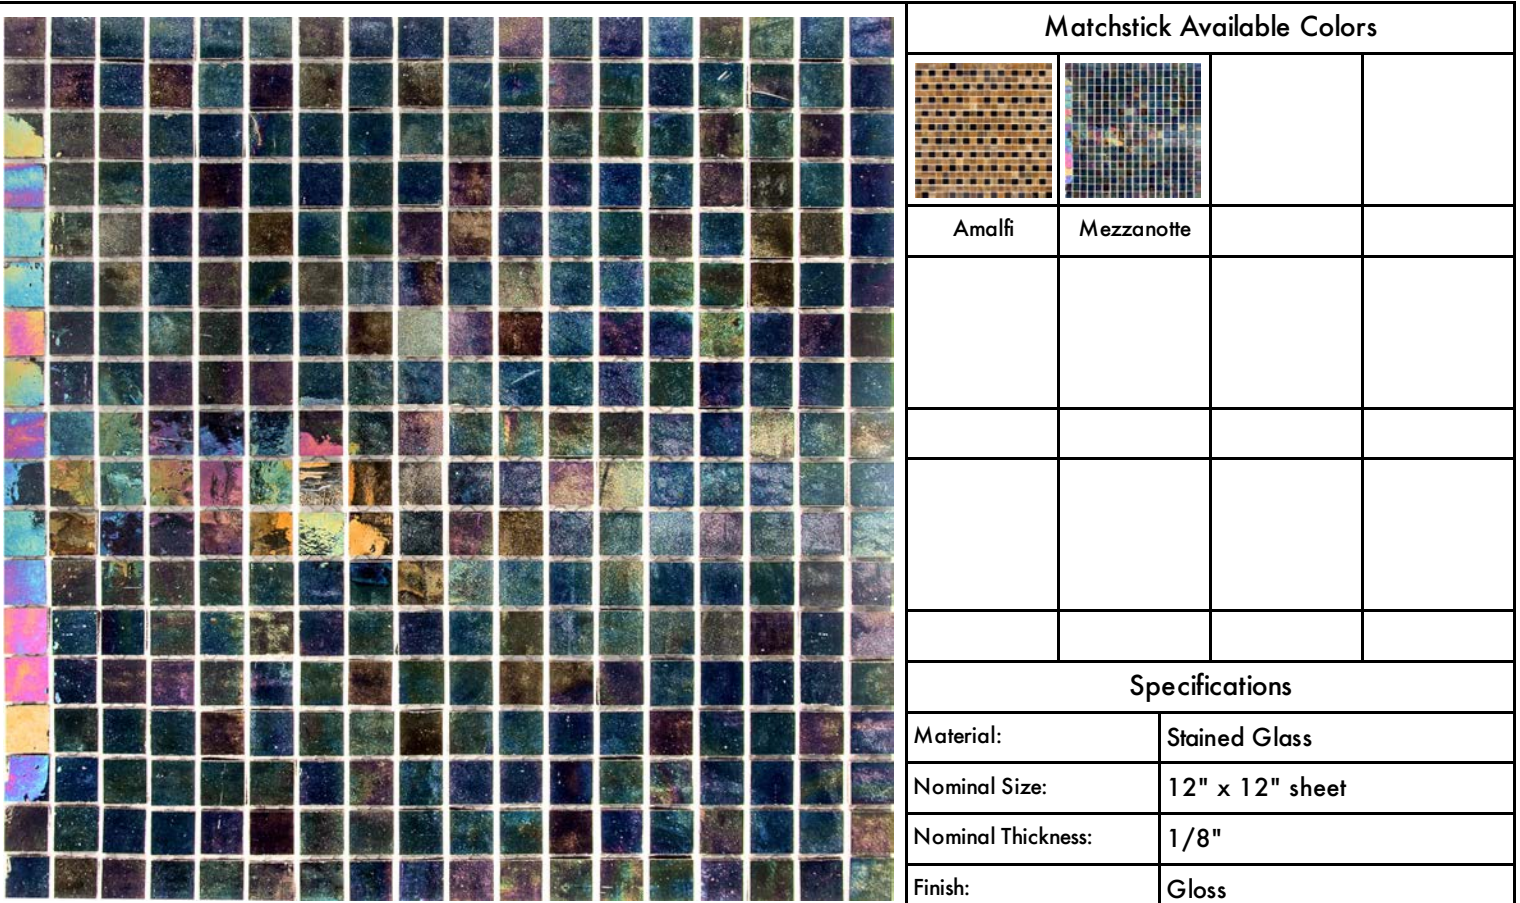 Matchstick Available Colors
Amalfi
Mezzanotte
Specifications
Material:
Stained Glass
Nominal Size:
12" x 12" sheet
Nominal Thickness:
1/8"
Finish:
Gloss